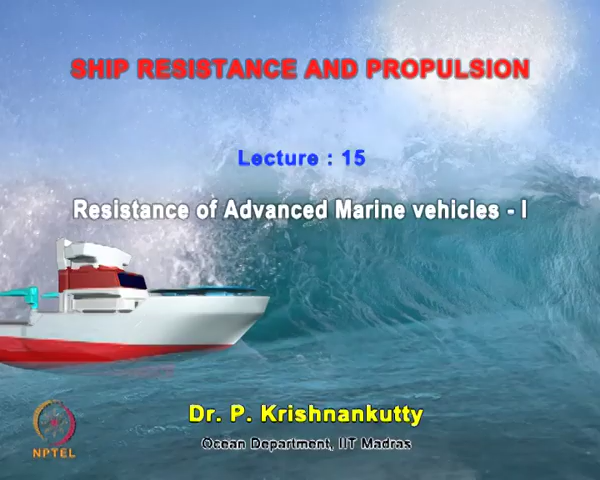 SHIP RESISTANCE AND PROPULSION
Lecture : 15
Resistance of Advanced Marine vehicles - I
Dr. P. Krishnankutty
Ocean Department, IIT Madras
NPTEL